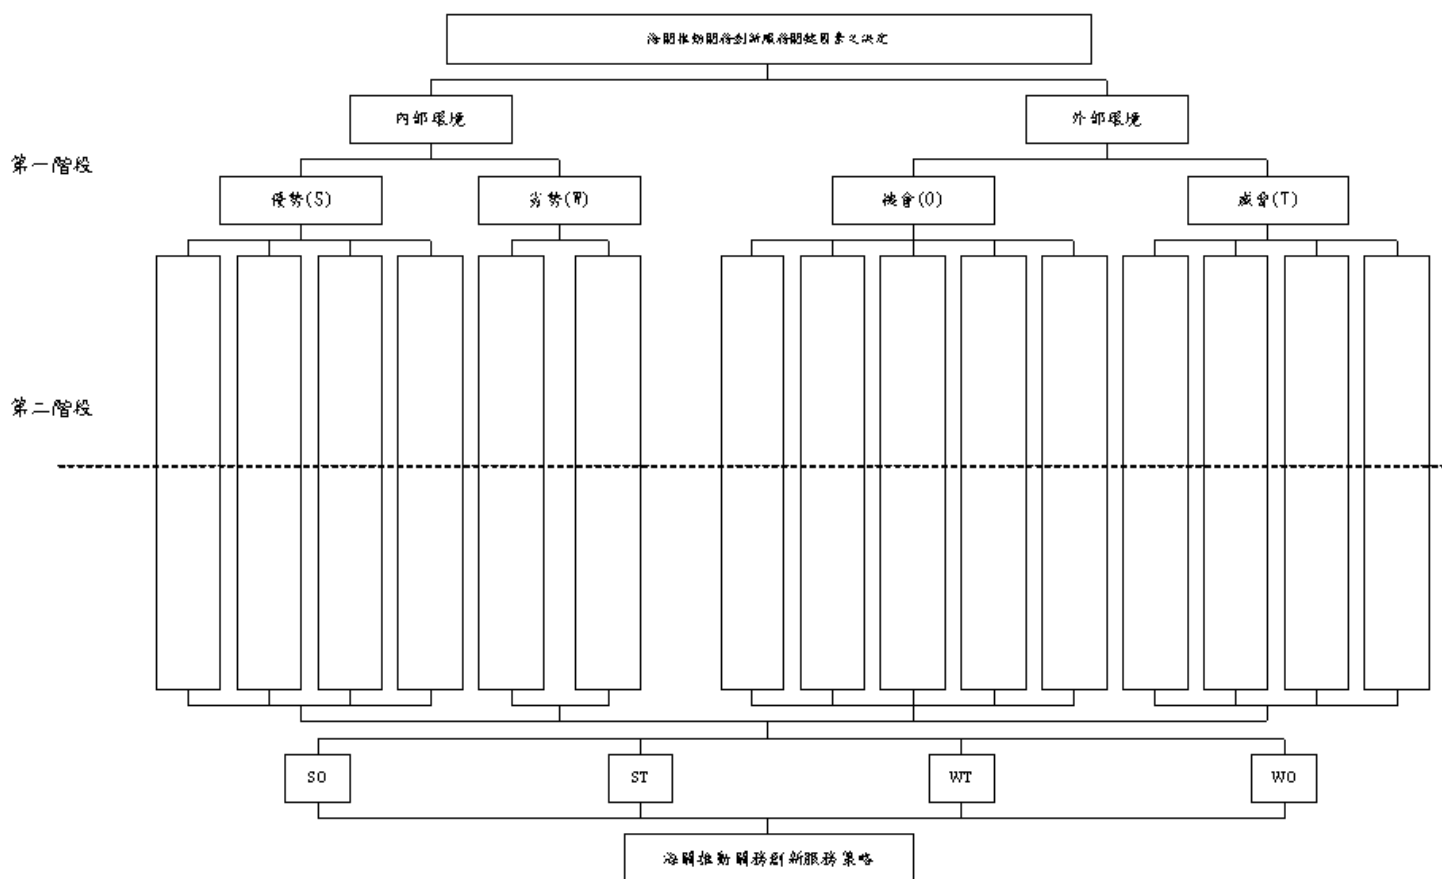 海關推動關務創新服務關鍵因素之決定
內部環境
外部環境
第一階段
優勢(S)
劣勢(W)
機會(O)
威脅(T)
第二階段
SO
ST
WT
WO
海關推動關務創新服務策略